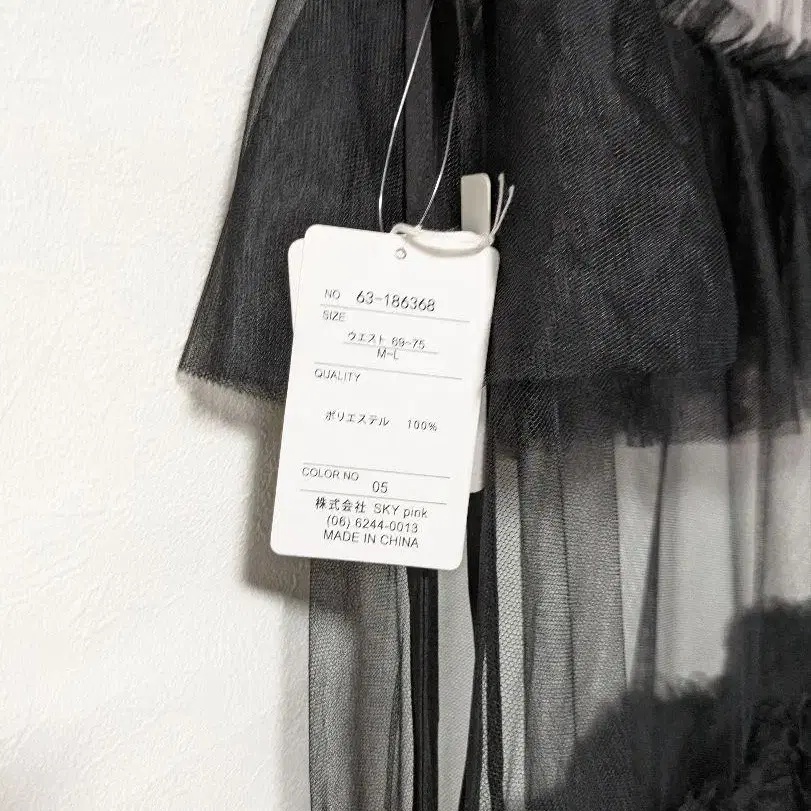 NO 63-186368
SIZE
ウエスト 69-75
M-L
QUALITY
ポリエステル 100%
COLOR NO 05
株式会社 SKY pink
(06) 6244-0013
MADE IN CHINA